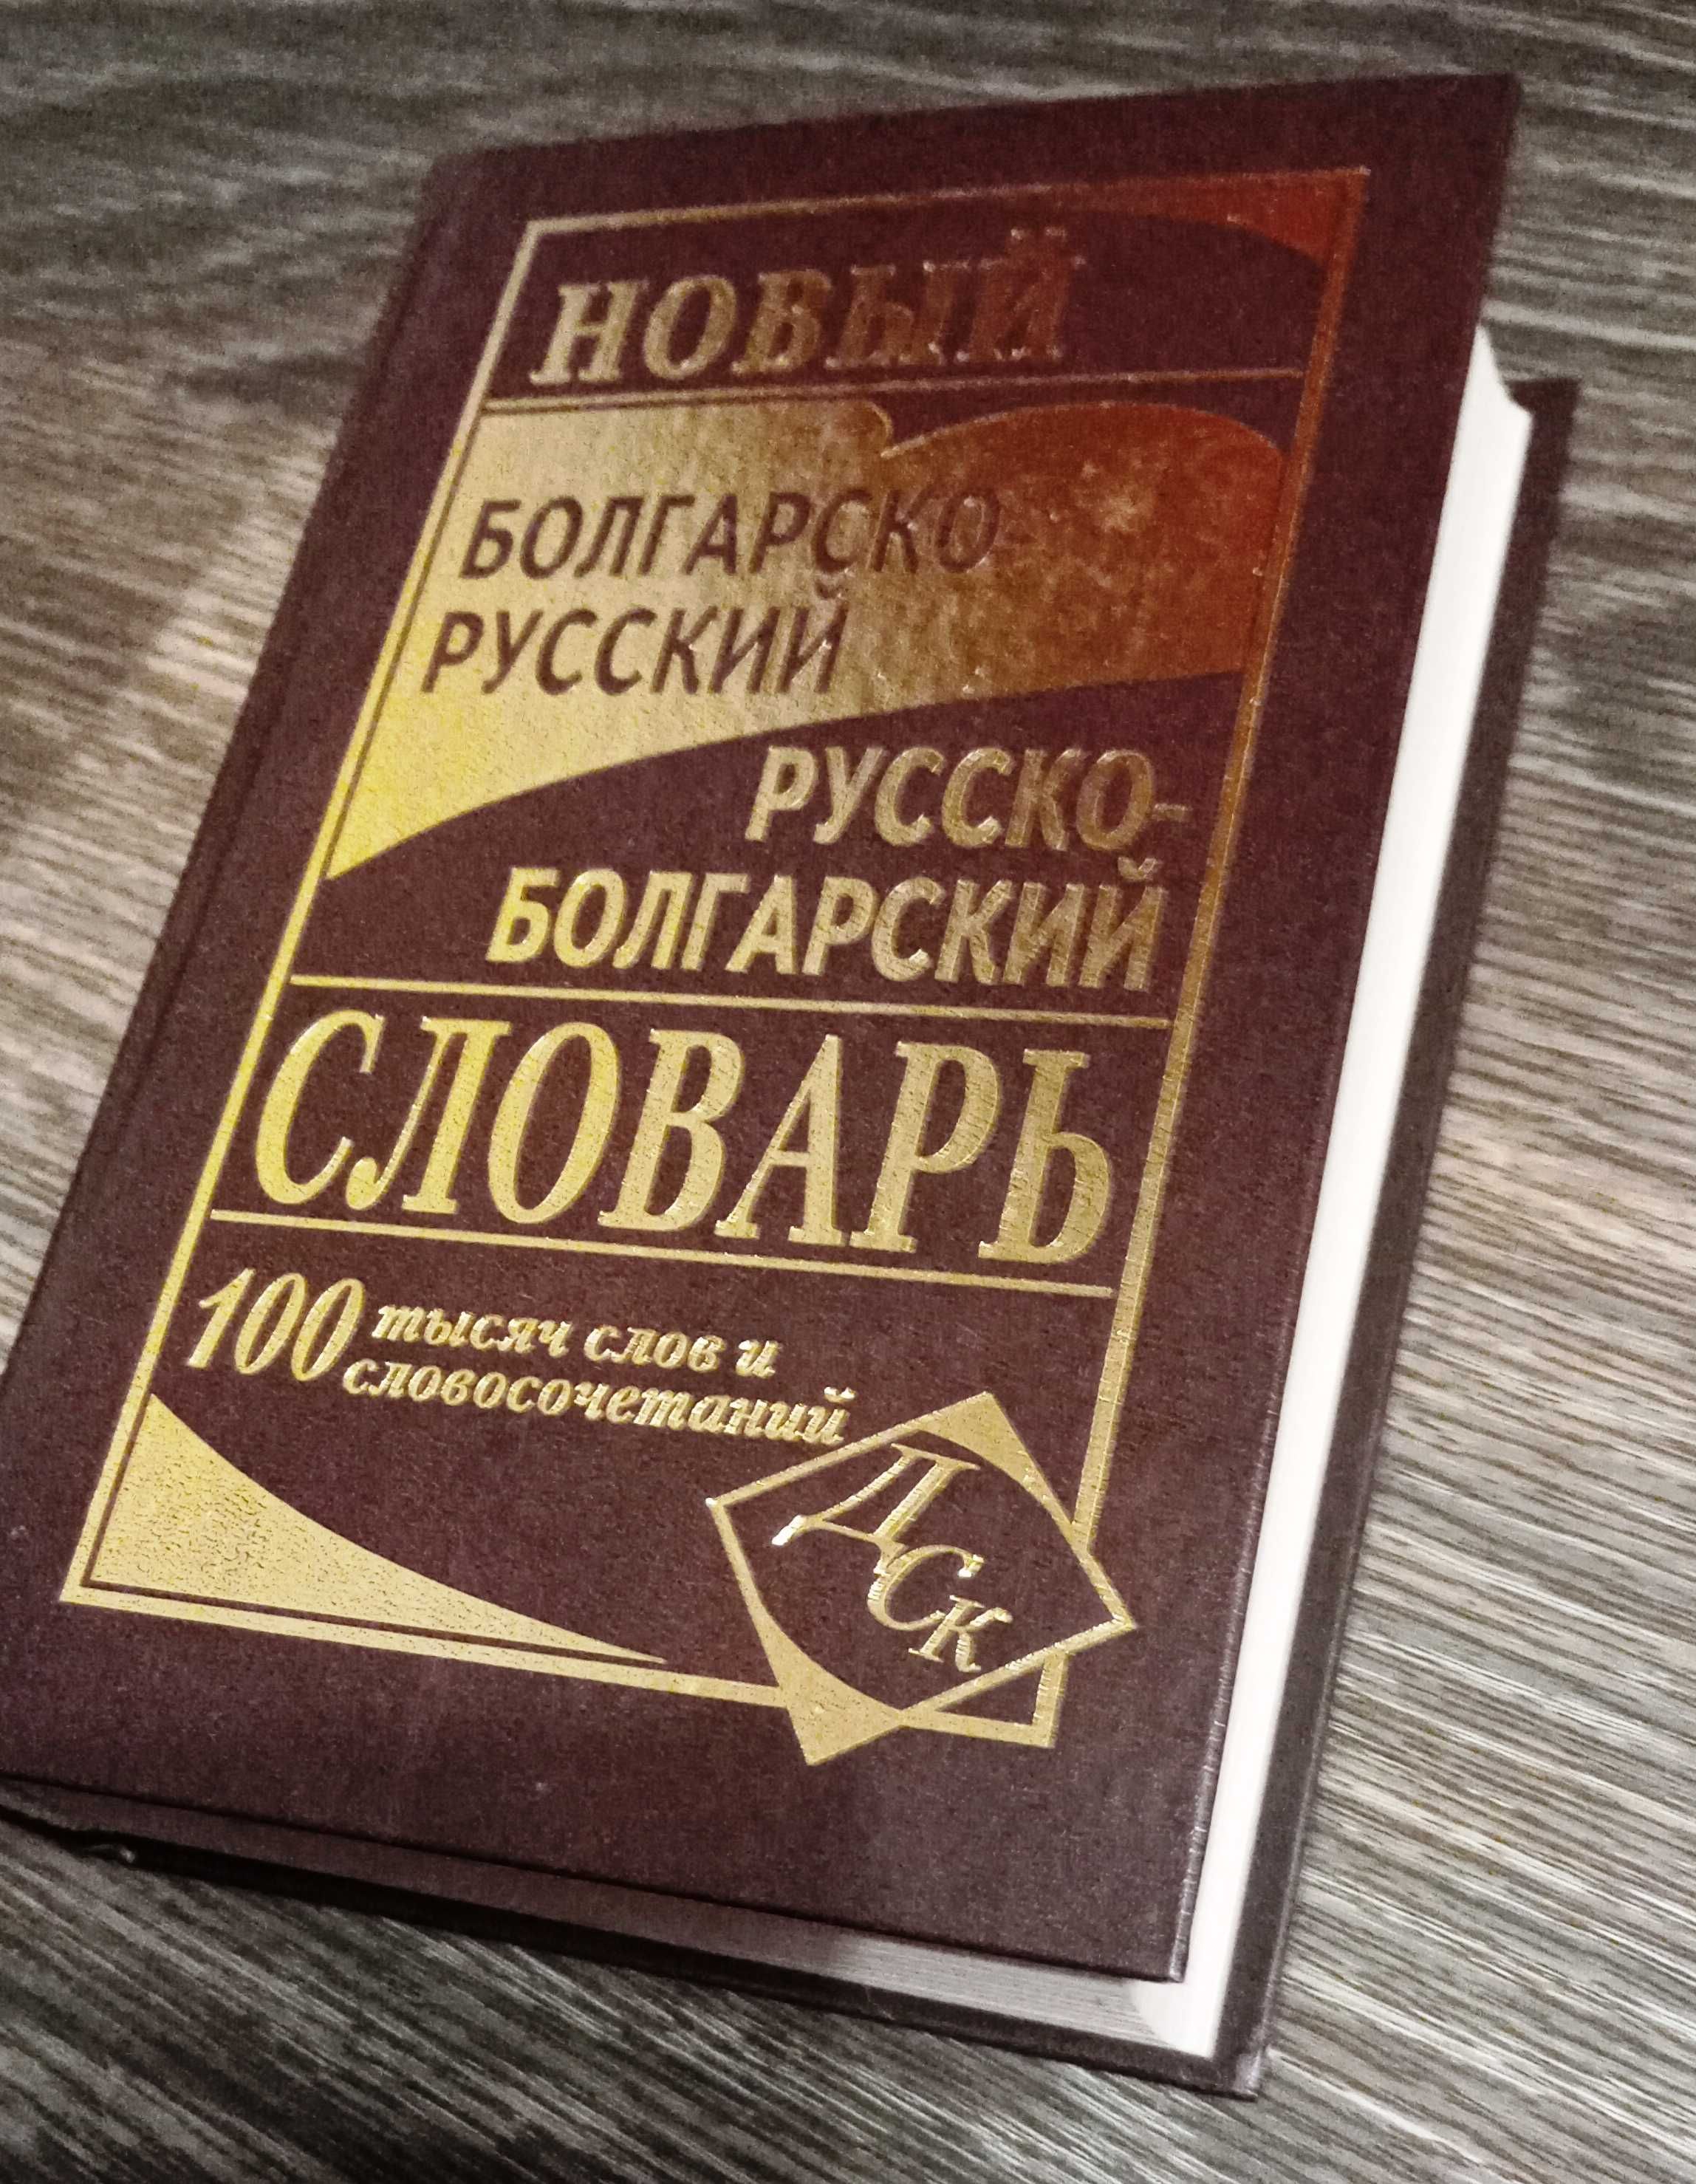 НОВЫЙ
БОЛГАРСКО-
РУССКИЙ
РУССКО-
БОЛГАРСКИЙ
СЛОВАРЬ
100 тысяч слов и
словосочетаний
ДСК